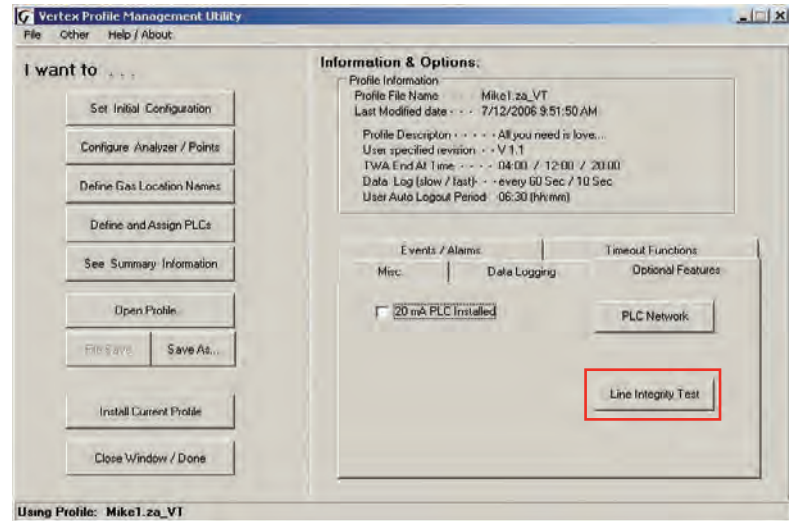 Vertex Profile Management Utility
File Other Help / About
I want to . . .
Set Initial Configuration
Configure Analyzer / Points
Define Gas Location Names
Define and Assign PLCs
See Summary Information
Open Profile
File Save
Save As...
Install Current Profile
Close Window / Done
Information & Options:
Profile Information
Profile File Name · · · · Mike1.za_VT
Last Modified date · · · 7/12/2006 9:51:50 AM
Profile Descripton · · · · · All you need is love....
User specified revision · · V 1.1
TWA End At Time · · · · 04:00 / 12:00 / 20:00
Data Log (slow / fast)· · ·every 60 Sec / 10 Sec
User Auto Logout Period 06:30 (hh:mm)
Events / Alarms
Timeout Functions
Misc
Data Logging
Optional Features
20 mA PLC Installed
PLC Network
Line Integrity Test
Using Profile: Mike1.za_VT